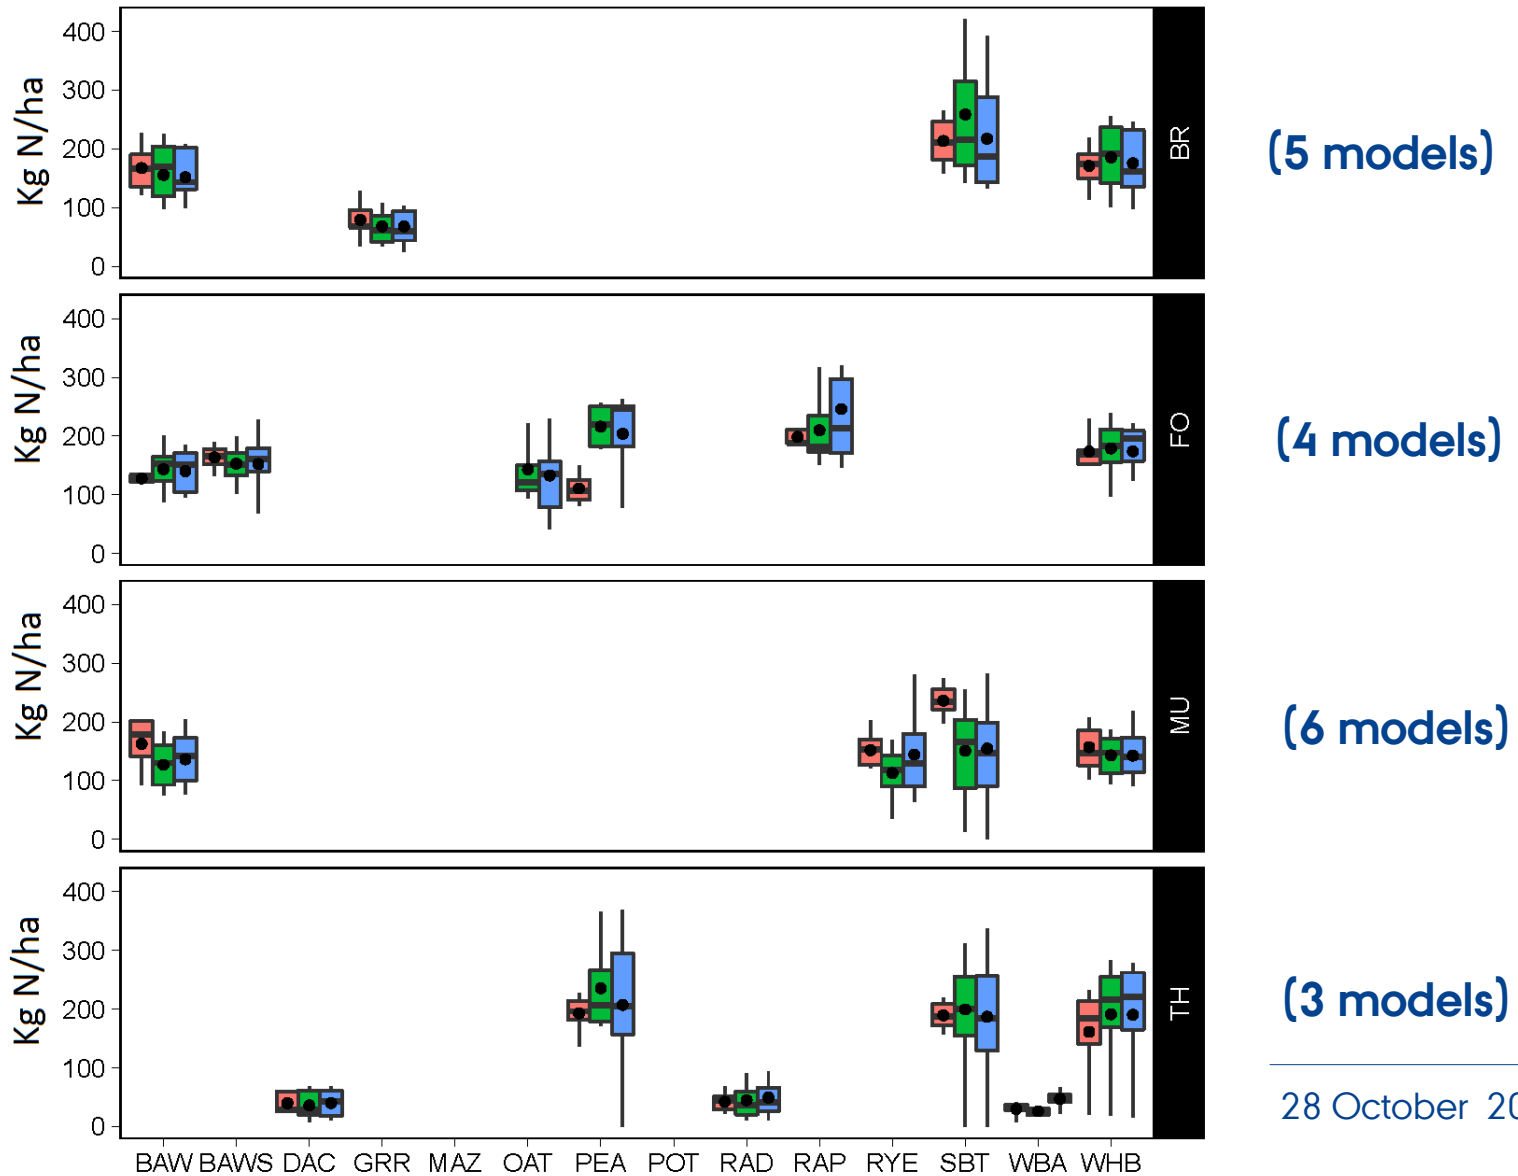 Kg N/ha
400
300
200
100
0
BR
(5 models)
Kg N/ha
400
300
200
100
0
FO
(4 models)
Kg N/ha
400
300
200
100
0
MU
(6 models)
Kg N/ha
400
300
200
100
0
TH
(3 models)
BAW BAWS DAC GRR MAZ OAT PEA POT RAD RAP RYE SBT WBA WHB
28 October 20